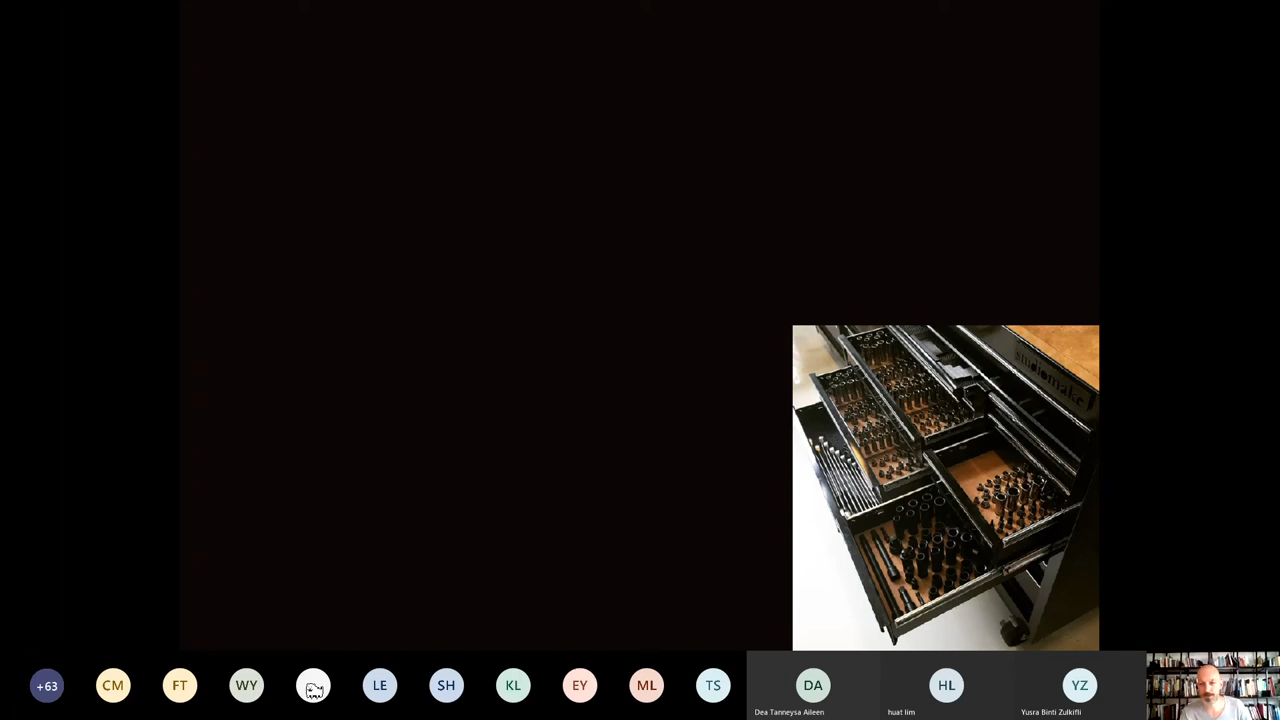 studiomake
+63
CM
FT
WY
LE
SH
KL
EY
ML
TS
DA
HL
YZ
Dea Tanneysa Aileen
huat lim
Yusra Binti Zulkifli